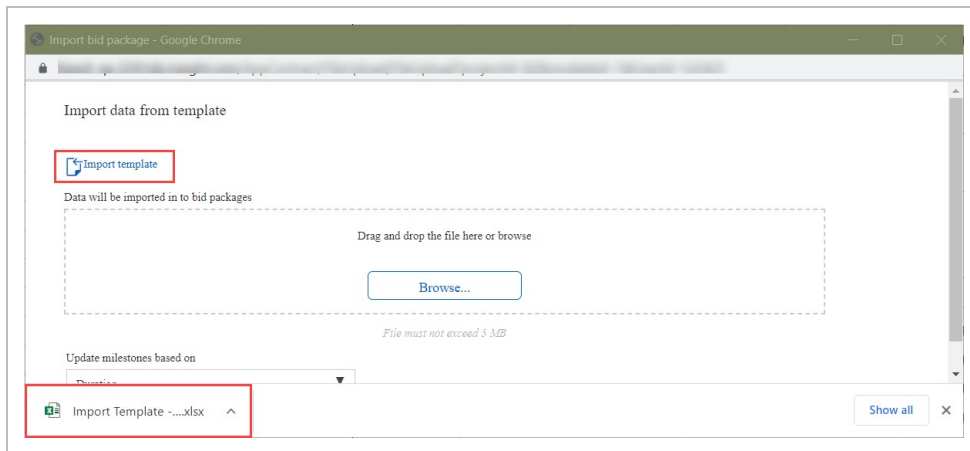 Import bid package - Google Chrome
Import data from template
Import template
Data will be imported in to bid packages
Drag and drop the file here or browse
Browse...
File must not exceed 5 MB
Update milestones based on
Duration
Import Template -....xlsx
Show all